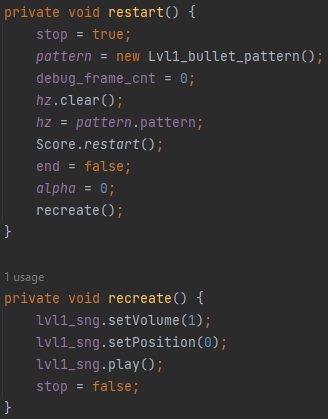 private void restart() {
    stop = true;
    pattern = new Lvl1_bullet_pattern();
    debug_frame_cnt = 0;
    hz.clear();
    hz = pattern.pattern;
    Score.restart();
    end = false;
    alpha = 0;
    recreate();
}
1 usage
private void recreate() {
    lvl1_sng.setVolume(1);
    lvl1_sng.setPosition(0);
    lvl1_sng.play();
    stop = false;
}